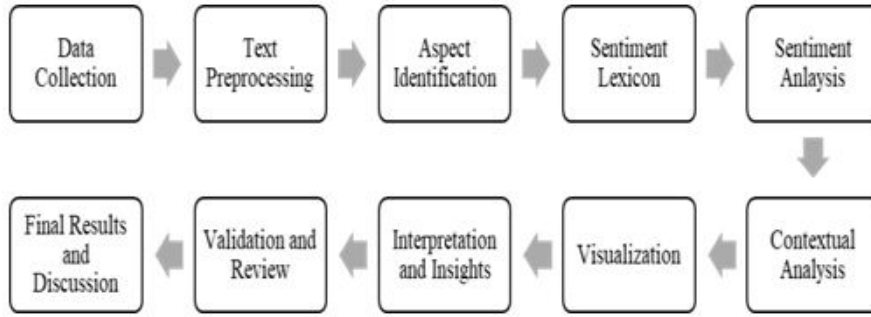 Data
Collection
Text
Preprocessing
Aspect
Identification
Sentiment
Lexicon
Sentiment
Anlaysis
Contextual
Analysis
Visualization
Interpretation
and Insights
Validation and
Review
Final Results
and
Discussion